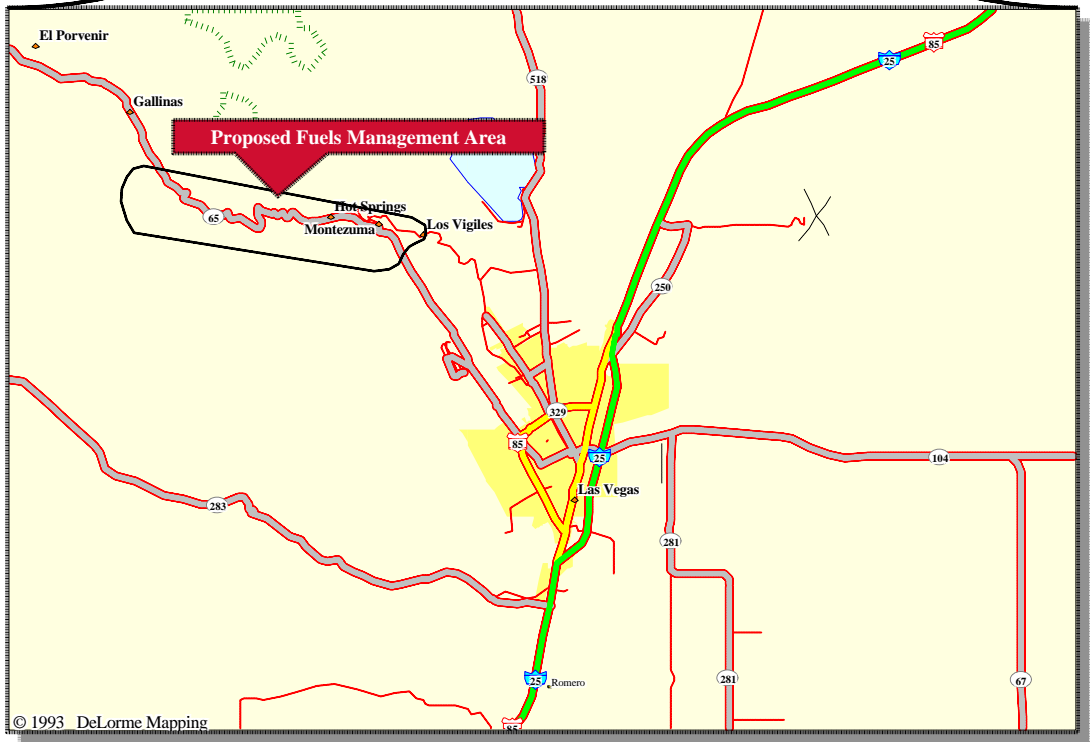 El Porvenir
85
25
518
Gallinas
Proposed Fuels Management Area
Hot Springs
65
Montezuma
Los Vigiles
250
329
85
25
104
Las Vegas
283
281
25
Romero
281
67
© 1993 DeLorme Mapping
85